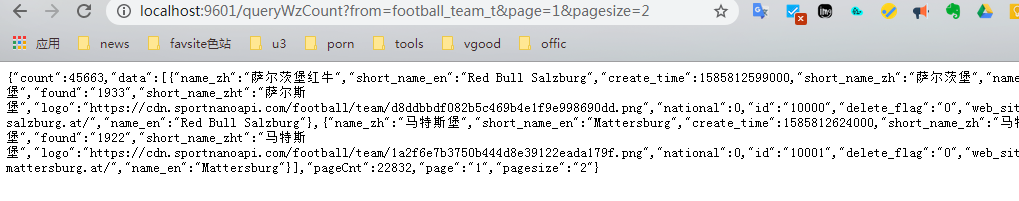 localhost:9601/queryWzCount?from=football_team_t&page=1&pagesize=2
应用 news favsite色站 u3 porn tools vgood offic
{"count":45663,"data":[{"name_zh":"萨尔茨堡红牛","short_name_en":"Red Bull Salzburg","create_time":1585812599000,"short_name_zh":"萨尔茨堡","name
堡","found":"1933","short_name_zht":"萨尔斯
堡","logo":"https://cdn.sportnanoapi.com/football/team/d8ddbbdf082b5c469b4e1f9e998690dd.png","national":0,"id":"10000","delete_flag":"0","web_sit
salzburg.at/","name_en":"Red Bull Salzburg"},{"name_zh":"马特斯堡","short_name_en":"Mattersburg","create_time":1585812624000,"short_name_zh":"马特
堡","found":"1922","short_name_zht":"马特斯
堡","logo":"https://cdn.sportnanoapi.com/football/team/1a2f6e7b3750b444d8e39122eada179f.png","national":0,"id":"10001","delete_flag":"0","web_sit
mattersburg.at/","name_en":"Mattersburg"}],"pageCnt":22832,"page":"1","pagesize":"2"}